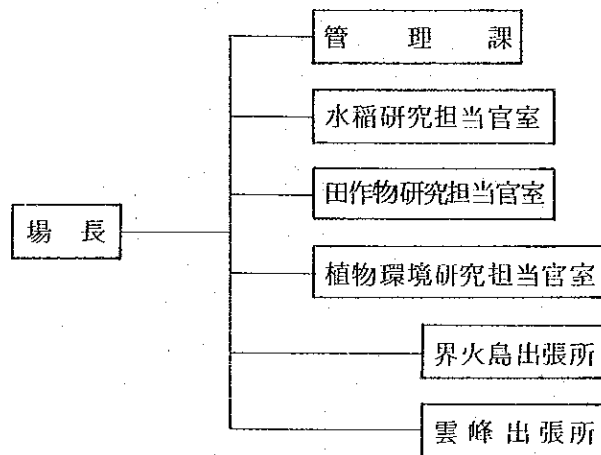 管理課
水稲研究担当官室
田作物研究担当官室
場長
植物環境研究担当官室
界火島出張所
雲峰出張所